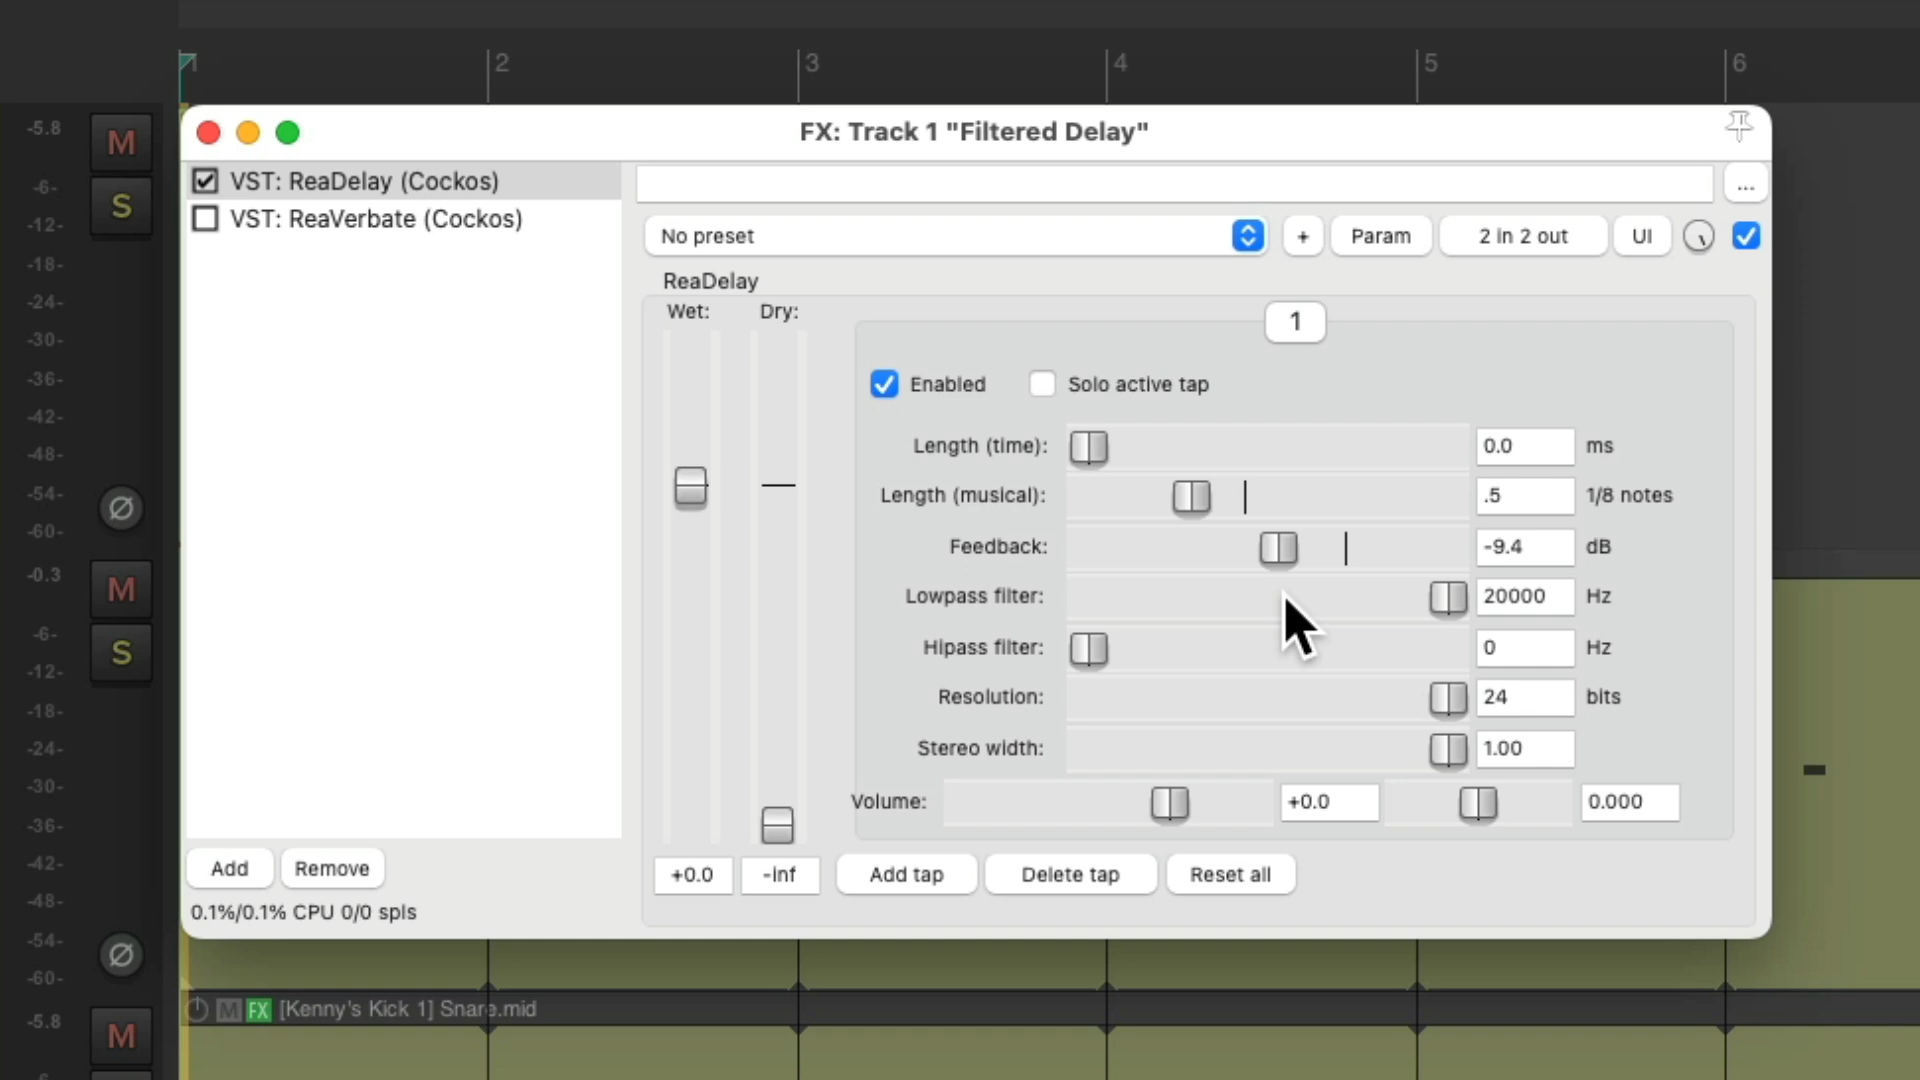 1 2 3 4 5 6
FX: Track 1 "Filtered Delay"
VST: ReaDelay (Cockos)
VST: ReaVerbate (Cockos)
...
No preset + Param 2 in 2 out UI
ReaDelay
Wet: Dry:
1
Enabled Solo active tap
Length (time): 0.0 ms
Length (musical): .5 1/8 notes
Feedback: -9.4 dB
Lowpass filter: 20000 Hz
Hipass filter: 0 Hz
Resolution: 24 bits
Stereo width: 1.00
Volume: +0.0 0.000
+0.0 -inf Add tap Delete tap Reset all
Add Remove
0.1%/0.1% CPU 0/0 spls
-5.8 M
-6- S
-12-
-18-
-24-
-30-
-36-
-42-
-48-
-54- Ø
-60-
-0.3 M
-6- S
-12-
-18-
-24-
-30-
-36-
-42-
-48-
-54- Ø
-60-
M FX [Kenny's Kick 1] Snare.mid
-5.8 M